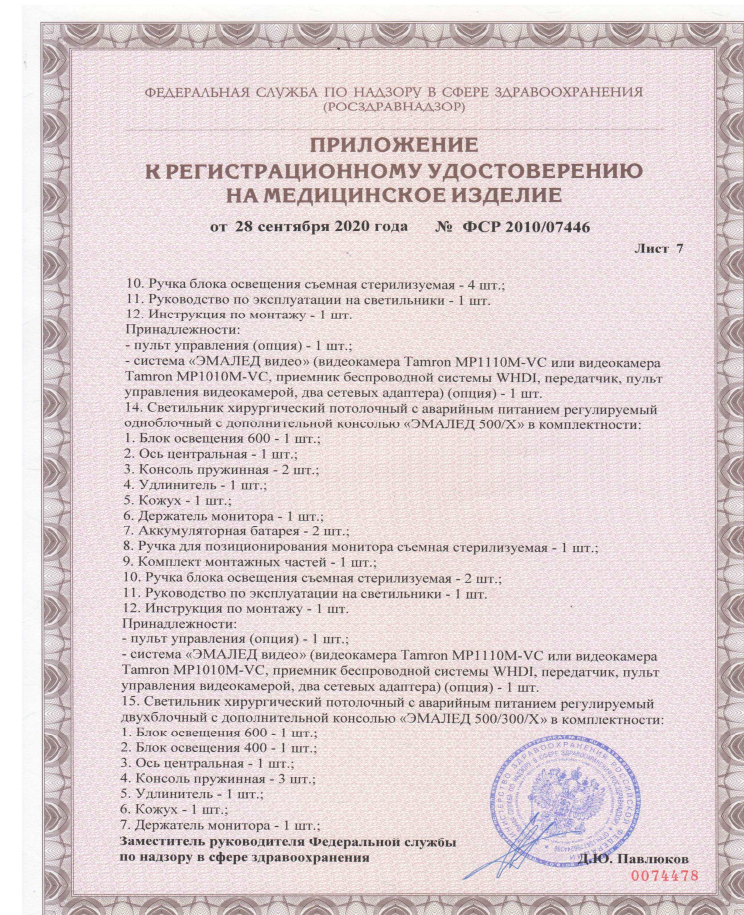 ФЕДЕРАЛЬНАЯ СЛУЖБА ПО НАДЗОРУ В СФЕРЕ ЗДРАВООХРАНЕНИЯ
(РОСЗДРАВНАДЗОР)
ПРИЛОЖЕНИЕ
К РЕГИСТРАЦИОННОМУ УДОСТОВЕРЕНИЮ
НА МЕДИЦИНСКОЕ ИЗДЕЛИЕ
от 28 сентября 2020 года № ФСР 2010/07446
Лист 7
10. Ручка блока освещения съемная стерилизуемая - 4 шт.;
11. Руководство по эксплуатации на светильники - 1 шт.
12. Инструкция по монтажу - 1 шт.
Принадлежности:
- пульт управления (опция) - 1 шт.;
- система «ЭМАЛЕД видео» (видеокамера Tamron MP1110M-VC или видеокамера
Tamron MP1010M-VC, приемник беспроводной системы WHDI, передатчик, пульт
управления видеокамерой, два сетевых адаптера) (опция) - 1 шт.
14. Светильник хирургический потолочный с аварийным питанием регулируемый
одноблочный с дополнительной консолью «ЭМАЛЕД 500/Х» в комплектности:
1. Блок освещения 600 - 1 шт.;
2. Ось центральная - 1 шт.;
3. Консоль пружинная - 2 шт.;
4. Удлинитель - 1 шт.;
5. Кожух - 1 шт.;
6. Держатель монитора - 1 шт.;
7. Аккумуляторная батарея - 2 шт.;
8. Ручка для позиционирования монитора съемная стерилизуемая - 1 шт.;
9. Комплект монтажных частей - 1 шт.;
10. Ручка блока освещения съемная стерилизуемая - 2 шт.;
11. Руководство по эксплуатации на светильники - 1 шт.
12. Инструкция по монтажу - 1 шт.
Принадлежности:
- пульт управления (опция) - 1 шт.;
- система «ЭМАЛЕД видео» (видеокамера Tamron MP1110M-VC или видеокамера
Tamron MP1010M-VC, приемник беспроводной системы WHDI, передатчик, пульт
управления видеокамерой, два сетевых адаптера) (опция) - 1 шт.
15. Светильник хирургический потолочный с аварийным питанием регулируемый
двухблочный с дополнительной консолью «ЭМАЛЕД 500/300/Х» в комплектности:
1. Блок освещения 600 - 1 шт.;
2. Блок освещения 400 - 1 шт.;
3. Ось центральная - 1 шт.;
4. Консоль пружинная - 3 шт.;
5. Удлинитель - 1 шт.;
6. Кожух - 1 шт.;
7. Держатель монитора - 1 шт.;
Заместитель руководителя Федеральной службы
по надзору в сфере здравоохранения
Д.Ю. Павлюков
0074478